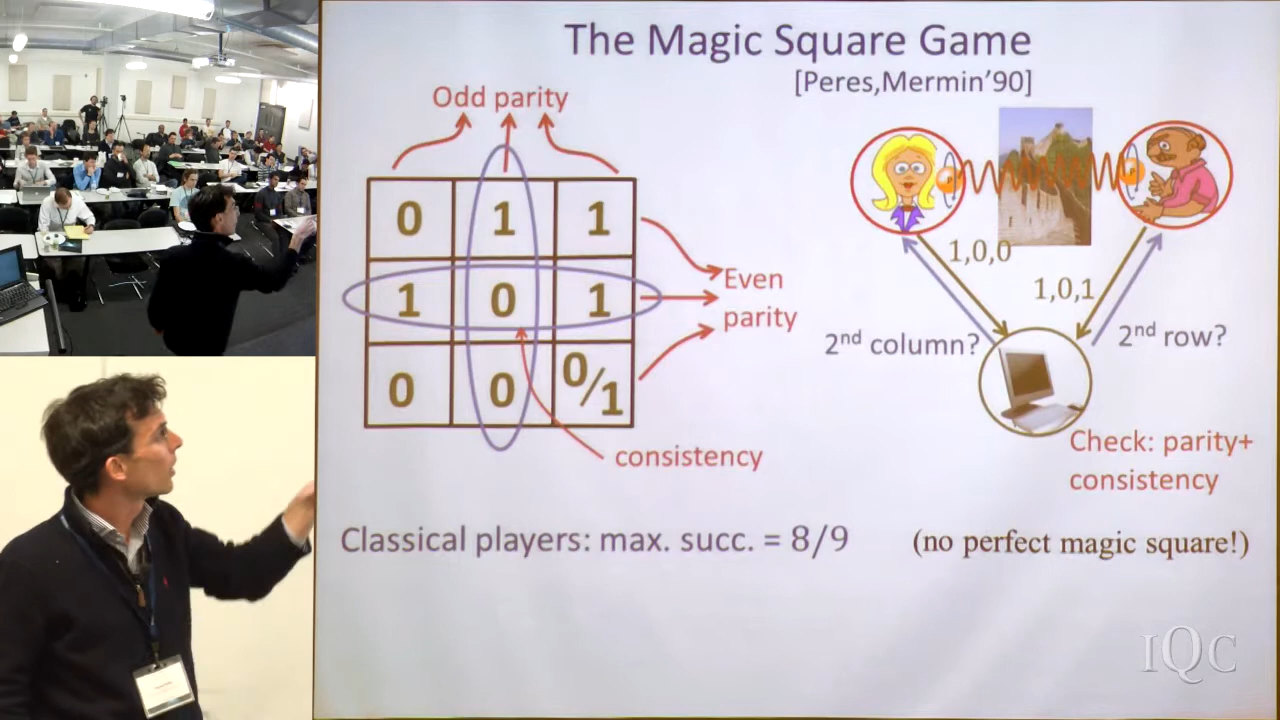 The Magic Square Game
[Peres,Mermin’90]
Odd parity
0 1 1
1 0 1
0 0 0/1
Even
parity
consistency
1,0,0
1,0,1
2nd column?
2nd row?
Check: parity+
consistency
Classical players: max. succ. = 8/9
(no perfect magic square!)
IQC